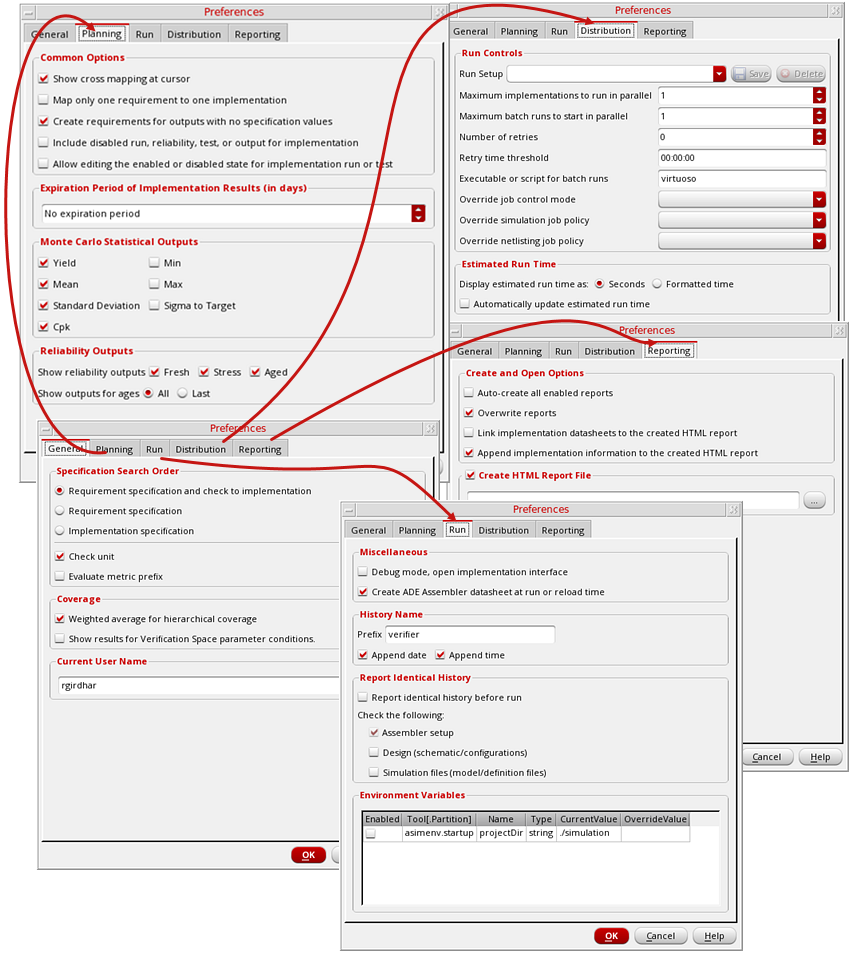 Preferences
General Planning Run Distribution Reporting
Common Options
Show cross mapping at cursor
Map only one requirement to one implementation
Create requirements for outputs with no specification values
Include disabled run, reliability, test, or output for implementation
Allow editing the enabled or disabled state for implementation run or test
Expiration Period of Implementation Results (in days)
No expiration period
Monte Carlo Statistical Outputs
Yield Min
Mean Max
Standard Deviation Sigma to Target
Cpk
Reliability Outputs
Show reliability outputs Fresh Stress Aged
Show outputs for ages All Last
Preferences
General Planning Run Distribution Reporting
Run Controls
Run Setup Save Delete
Maximum implementations to run in parallel 1
Maximum batch runs to start in parallel 1
Number of retries 0
Retry time threshold 00:00:00
Executable or script for batch runs virtuoso
Override job control mode
Override simulation job policy
Override netlisting job policy
Estimated Run Time
Display estimated run time as: Seconds Formatted time
Automatically update estimated run time
Preferences
General Planning Run Distribution Reporting
Create and Open Options
Auto-create all enabled reports
Overwrite reports
Link implementation datasheets to the created HTML report
Append implementation information to the created HTML report
Create HTML Report File
...
Cancel Help
Preferences
General Planning Run Distribution Reporting
Specification Search Order
Requirement specification and check to implementation
Requirement specification
Implementation specification
Check unit
Evaluate metric prefix
Coverage
Weighted average for hierarchical coverage
Show results for Verification Space parameter conditions.
Current User Name
rgirdhar
OK
Preferences
General Planning Run Distribution Reporting
Miscellaneous
Debug mode, open implementation interface
Create ADE Assembler datasheet at run or reload time
History Name
Prefix verifier
Append date Append time
Report Identical History
Report identical history before run
Check the following:
Assembler setup
Design (schematic/configurations)
Simulation files (model/definition files)
Environment Variables
Enabled Tool[.Partition] Name Type CurrentValue OverrideValue
asimenv.startup projectDir string ./simulation
OK Cancel Help